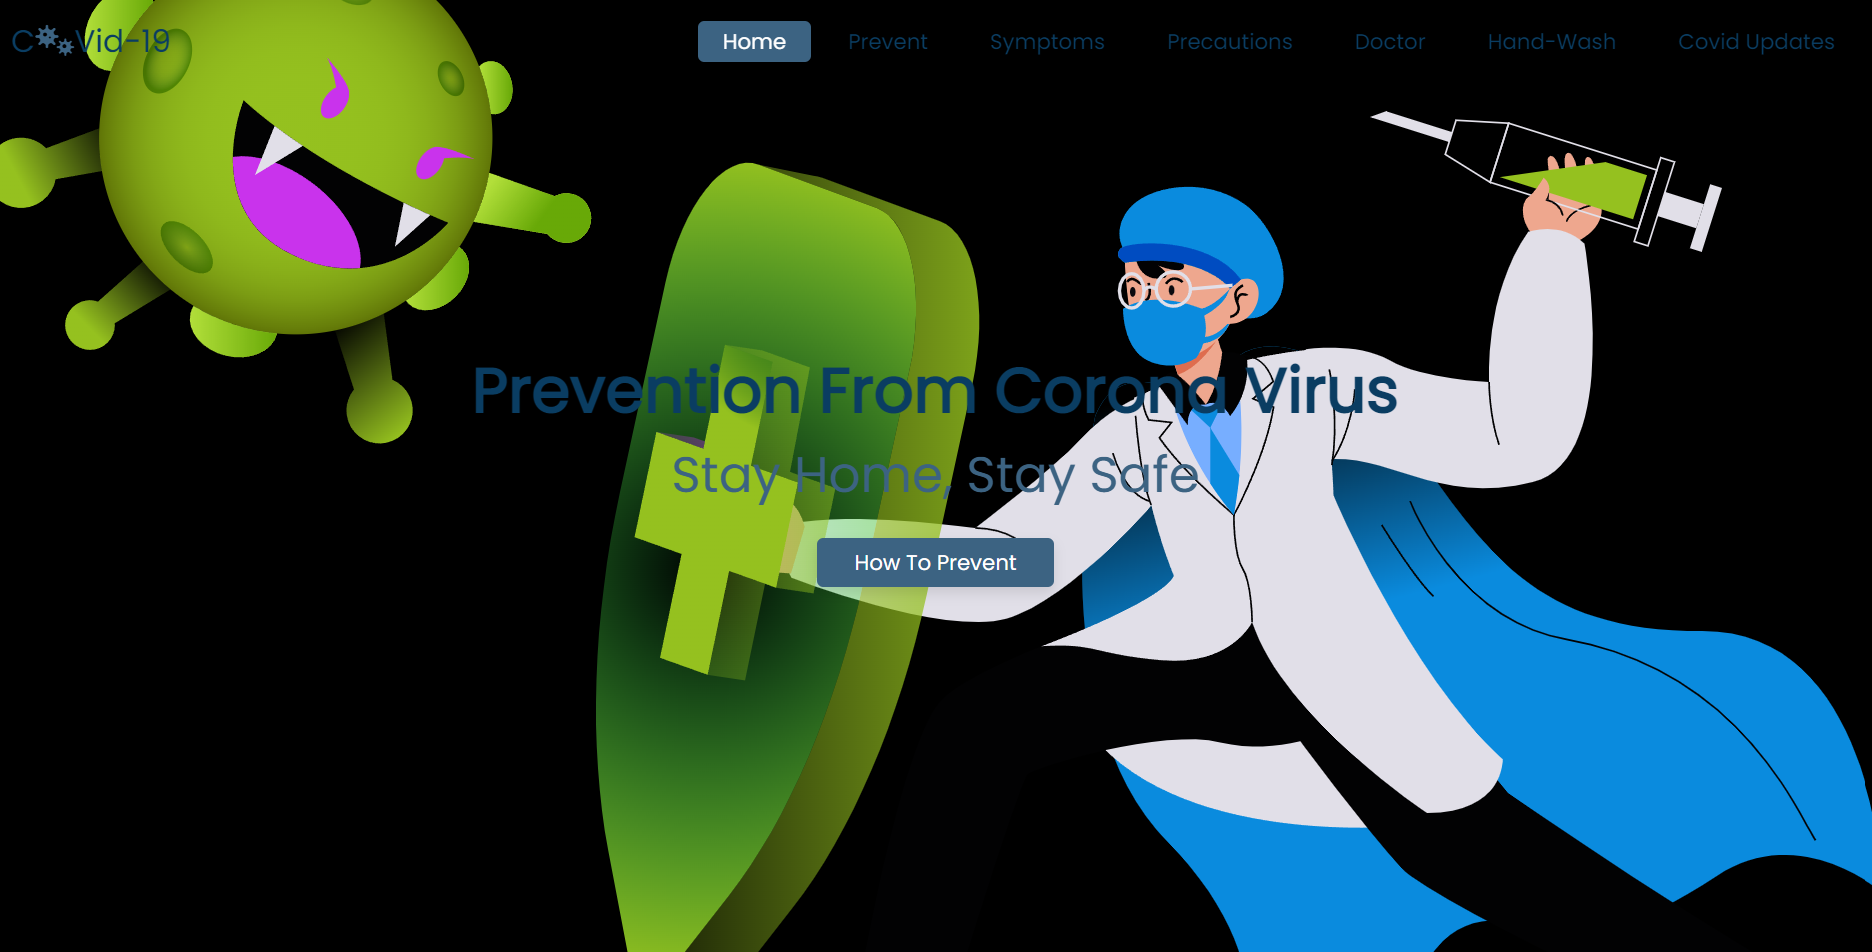 C Vid-19
Home Prevent Symptoms Precautions Doctor Hand-Wash Covid Updates
Prevention From Corona Virus
Stay Home, Stay Safe
How To Prevent